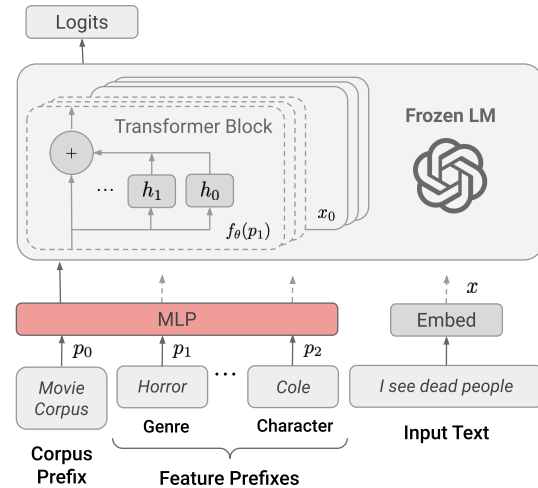 Logits
Transformer Block
Frozen LM
+
... h₁ h₀
x₀
f_θ(p₁)
x
MLP
Embed
p₀ p₁ p₂
Movie
Corpus
Horror ... Cole
I see dead people
Genre
Character
Corpus
Prefix
Input Text
Feature Prefixes